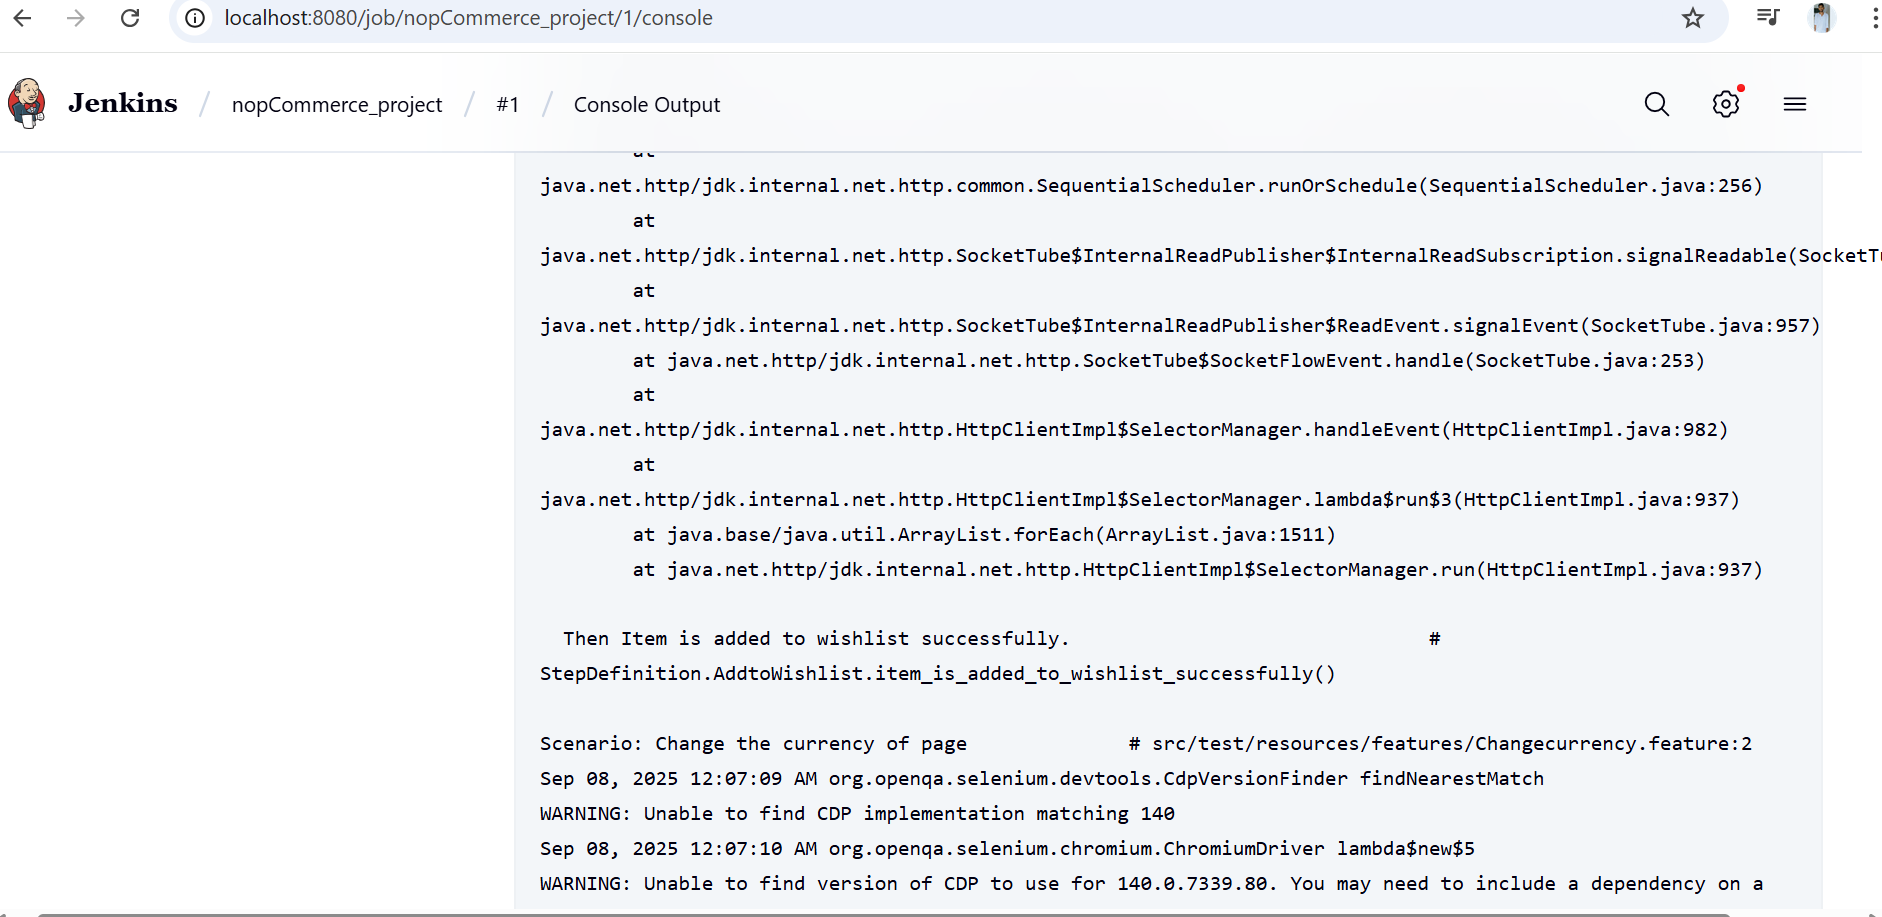 localhost:8080/job/nopCommerce_project/1/console
Jenkins / nopCommerce_project / #1 / Console Output
at
java.net.http/jdk.internal.net.http.common.SequentialScheduler.runOrSchedule(SequentialScheduler.java:256)
at
java.net.http/jdk.internal.net.http.SocketTube$InternalReadPublisher$InternalReadSubscription.signalReadable(SocketTu
at
java.net.http/jdk.internal.net.http.SocketTube$InternalReadPublisher$ReadEvent.signalEvent(SocketTube.java:957)
at java.net.http/jdk.internal.net.http.SocketTube$SocketFlowEvent.handle(SocketTube.java:253)
at
java.net.http/jdk.internal.net.http.HttpClientImpl$SelectorManager.handleEvent(HttpClientImpl.java:982)
at
java.net.http/jdk.internal.net.http.HttpClientImpl$SelectorManager.lambda$run$3(HttpClientImpl.java:937)
at java.base/java.util.ArrayList.forEach(ArrayList.java:1511)
at java.net.http/jdk.internal.net.http.HttpClientImpl$SelectorManager.run(HttpClientImpl.java:937)
Then Item is added to wishlist successfully. #
StepDefinition.AddtoWishlist.item_is_added_to_wishlist_successfully()
Scenario: Change the currency of page # src/test/resources/features/Changecurrency.feature:2
Sep 08, 2025 12:07:09 AM org.openqa.selenium.devtools.CdpVersionFinder findNearestMatch
WARNING: Unable to find CDP implementation matching 140
Sep 08, 2025 12:07:10 AM org.openqa.selenium.chromium.ChromiumDriver lambda$new$5
WARNING: Unable to find version of CDP to use for 140.0.7339.80. You may need to include a dependency on a